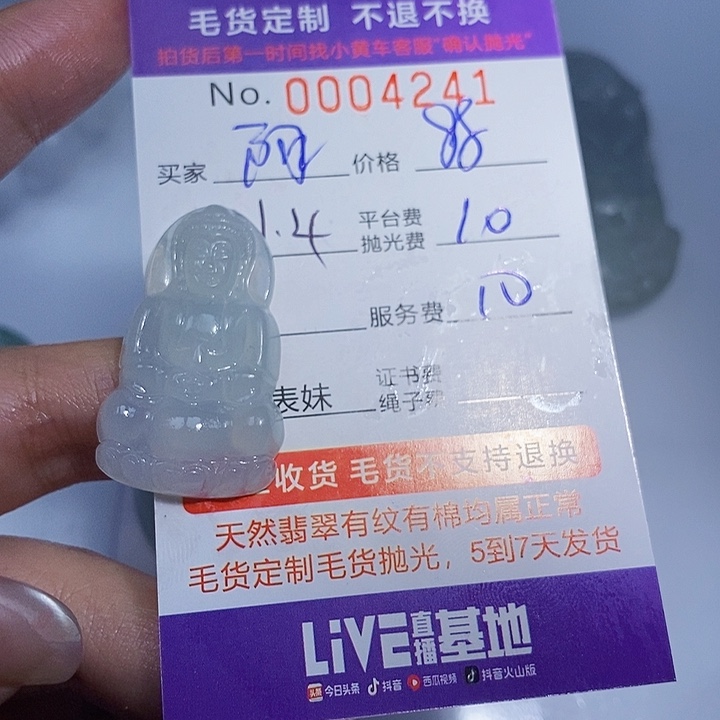 毛货定制 不退不换
拍货后第一时间找小黄车客服"确认抛光"
No. 0004241
买家 阳 价格 88
1.4 平台费 抛光费 10
服务费 10
表妹 证书费 绳子费
收货 毛货不支持退换
天然翡翠有纹有棉均属正常
毛货定制毛货抛光，5到7天发货
LiVE直播基地
头条 今日头条 抖音 西瓜视频 抖音火山版